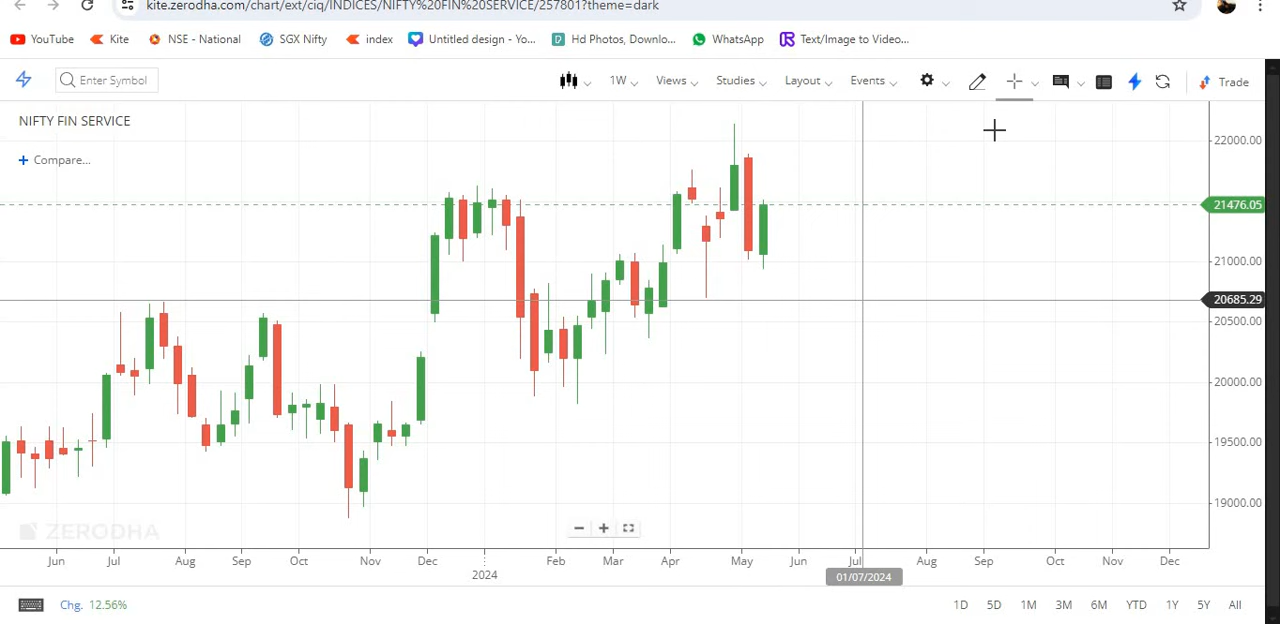 kite.zerodha.com/chart/ext/ciq/INDICES/NIFTY%20FIN%20SERVICE/257801?theme=dark
YouTube Kite NSE - National SGX Nifty index Untitled design - Yo... Hd Photos, Downlo... WhatsApp Text/Image to Video...
Enter Symbol 1W Views Studies Layout Events Trade
NIFTY FIN SERVICE
+ Compare...
22000.00
21476.05
21000.00
20685.29
20500.00
20000.00
19500.00
19000.00
ZERODHA
Jun Jul Aug Sep Oct Nov Dec 2024 Feb Mar Apr May Jun Jul Aug Sep Oct Nov Dec
01/07/2024
Chg. 12.56% 1D 5D 1M 3M 6M YTD 1Y 5Y All